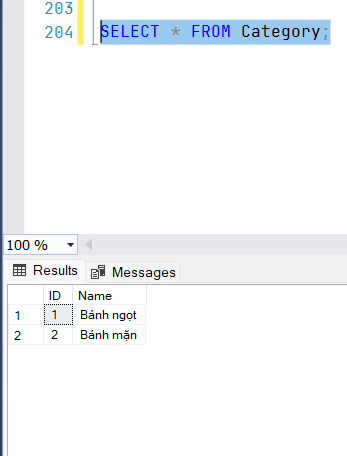 203
204 SELECT * FROM Category;
100 %
Results Messages
ID Name
1 1 Bánh ngọt
2 2 Bánh mặn